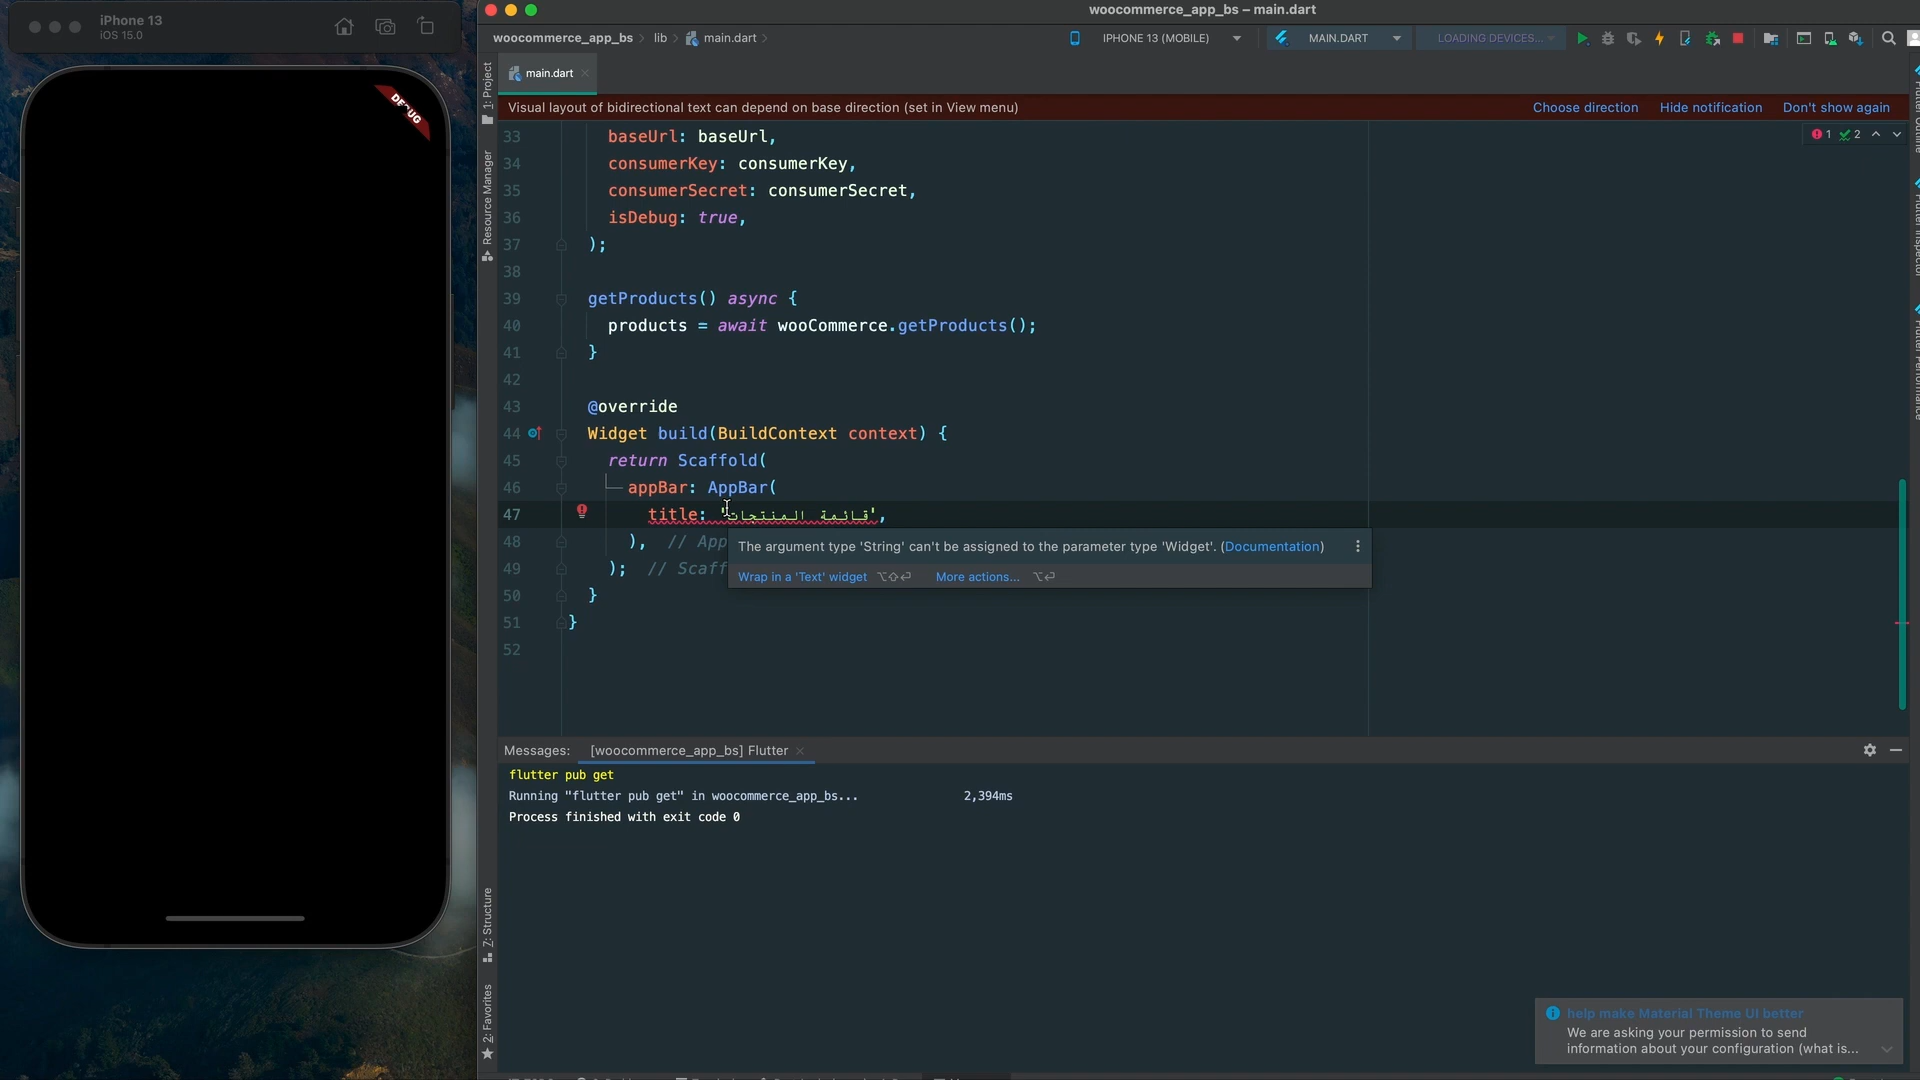 iPhone 13
iOS 15.0
DEBUG
woocommerce_app_bs – main.dart
woocommerce_app_bs lib main.dart
IPHONE 13 (MOBILE) MAIN.DART LOADING DEVICES...
main.dart
1: Project
Resource Manager
Z: Structure
2: Favorites
Visual layout of bidirectional text can depend on base direction (set in View menu) Choose direction Hide notification Don't show again
1 2
33 baseUrl: baseUrl,
34 consumerKey: consumerKey,
35 consumerSecret: consumerSecret,
36 isDebug: true,
37 );
38
39 getProducts() async {
40 products = await wooCommerce.getProducts();
41 }
42
43 @override
44 Widget build(BuildContext context) {
45 return Scaffold(
46 appBar: AppBar(
47 title: 'قائمة المنتجات',
48 ), // App
49 ); // Scaff
50 }
51 }
52
The argument type 'String' can't be assigned to the parameter type 'Widget'. (Documentation)
Wrap in a 'Text' widget ⌥⇧⏎ More actions... ⌥⏎
Messages: [woocommerce_app_bs] Flutter
flutter pub get
Running "flutter pub get" in woocommerce_app_bs... 2,394ms
Process finished with exit code 0
help make Material Theme UI better
We are asking your permission to send
information about your configuration (what is...
Flutter Outline
Flutter Inspector
Flutter Performance